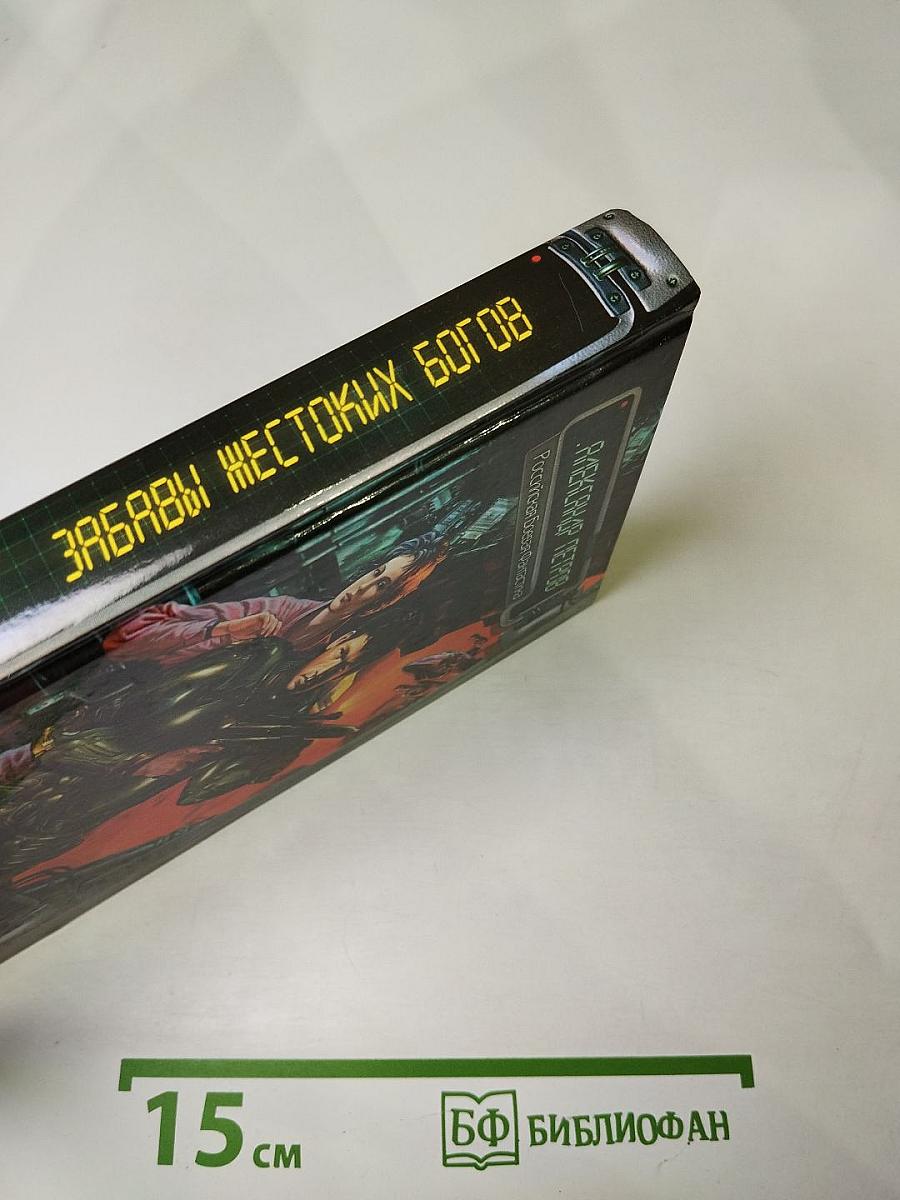 ЗАБАВЫ ЖЕСТОКИХ БОГОВ
АЛЕКСАНДР ПЕТРОВ
Российская боевая фантастика
15 см
БФ БИБЛИОФАН